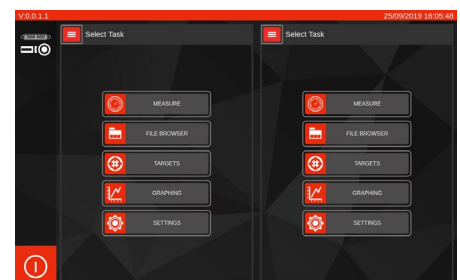 V:0.0.1.1
25/09/2019 16:05:48
Select Task
MEASURE
FILE BROWSER
TARGETS
GRAPHING
SETTINGS
Select Task
MEASURE
FILE BROWSER
TARGETS
GRAPHING
SETTINGS